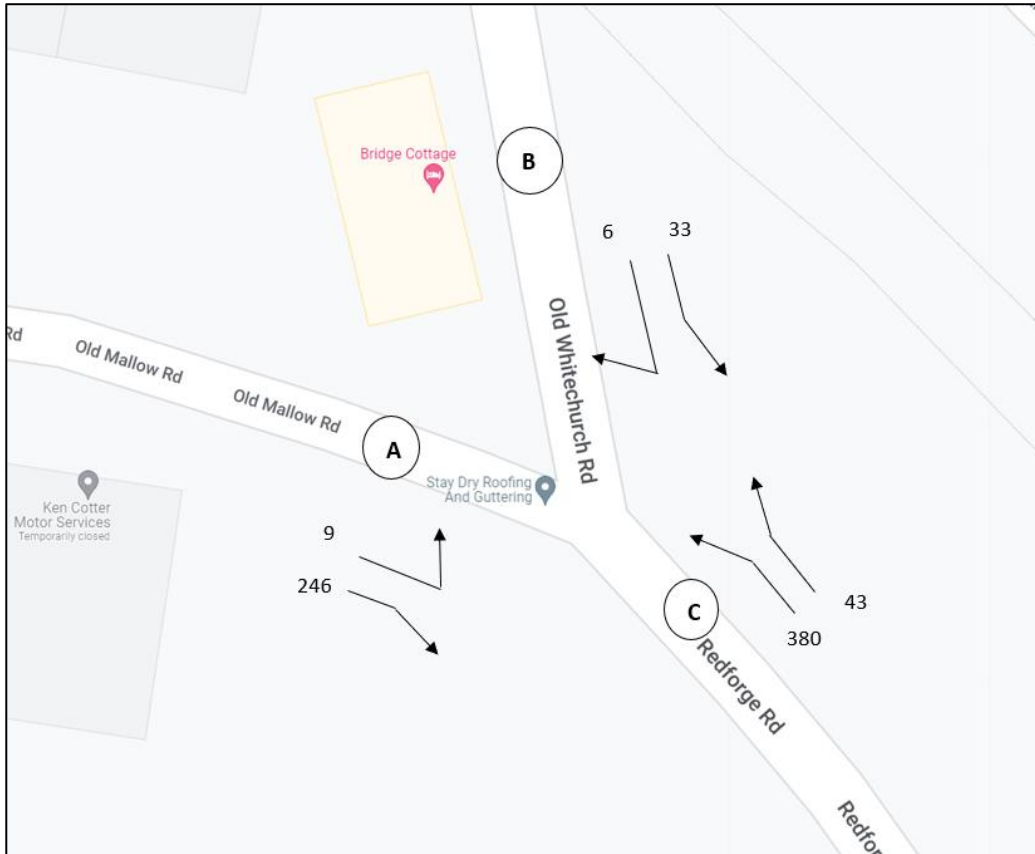 Bridge Cottage
B
6
33
Old Whitechurch Rd
Rd
Old Mallow Rd
Old Mallow Rd
A
Stay Dry Roofing
And Guttering
Ken Cotter
Motor Services
Temporarily closed
9
246
C
43
380
Redforge Rd
Redfor